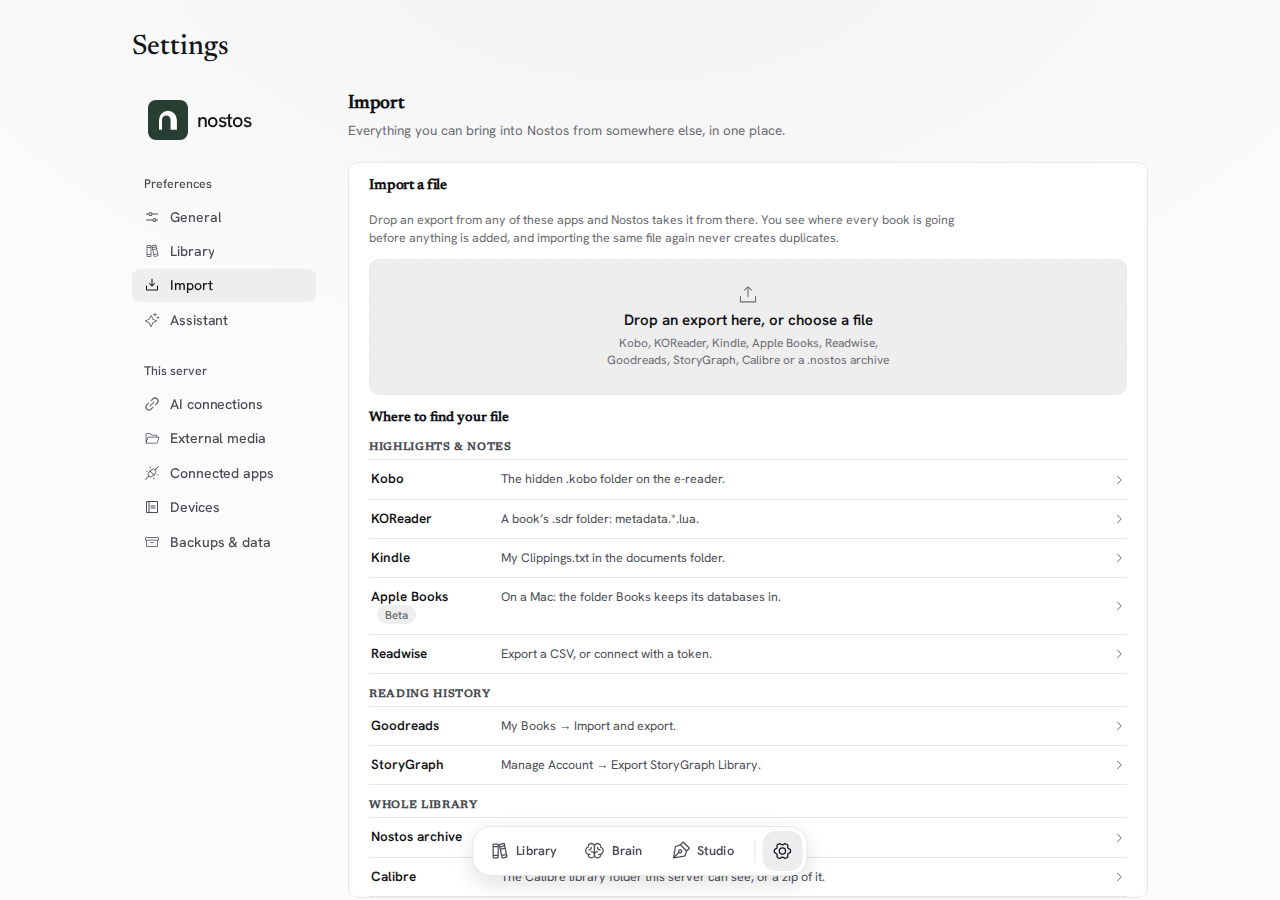 Settings
nostos
Preferences
General
Library
Import
Assistant
This server
AI connections
External media
Connected apps
Devices
Backups & data
Import
Everything you can bring into Nostos from somewhere else, in one place.
Import a file
Drop an export from any of these apps and Nostos takes it from there. You see where every book is going
before anything is added, and importing the same file again never creates duplicates.
Drop an export here, or choose a file
Kobo, KOReader, Kindle, Apple Books, Readwise,
Goodreads, StoryGraph, Calibre or a .nostos archive
Where to find your file
HIGHLIGHTS & NOTES
Kobo The hidden .kobo folder on the e-reader.
KOReader A book’s .sdr folder: metadata.*.lua.
Kindle My Clippings.txt in the documents folder.
Apple Books On a Mac: the folder Books keeps its databases in.
Beta
Readwise Export a CSV, or connect with a token.
READING HISTORY
Goodreads My Books → Import and export.
StoryGraph Manage Account → Export StoryGraph Library.
WHOLE LIBRARY
Nostos archive
Library Brain Studio
Calibre The Calibre library folder this server can see, or a zip of it.